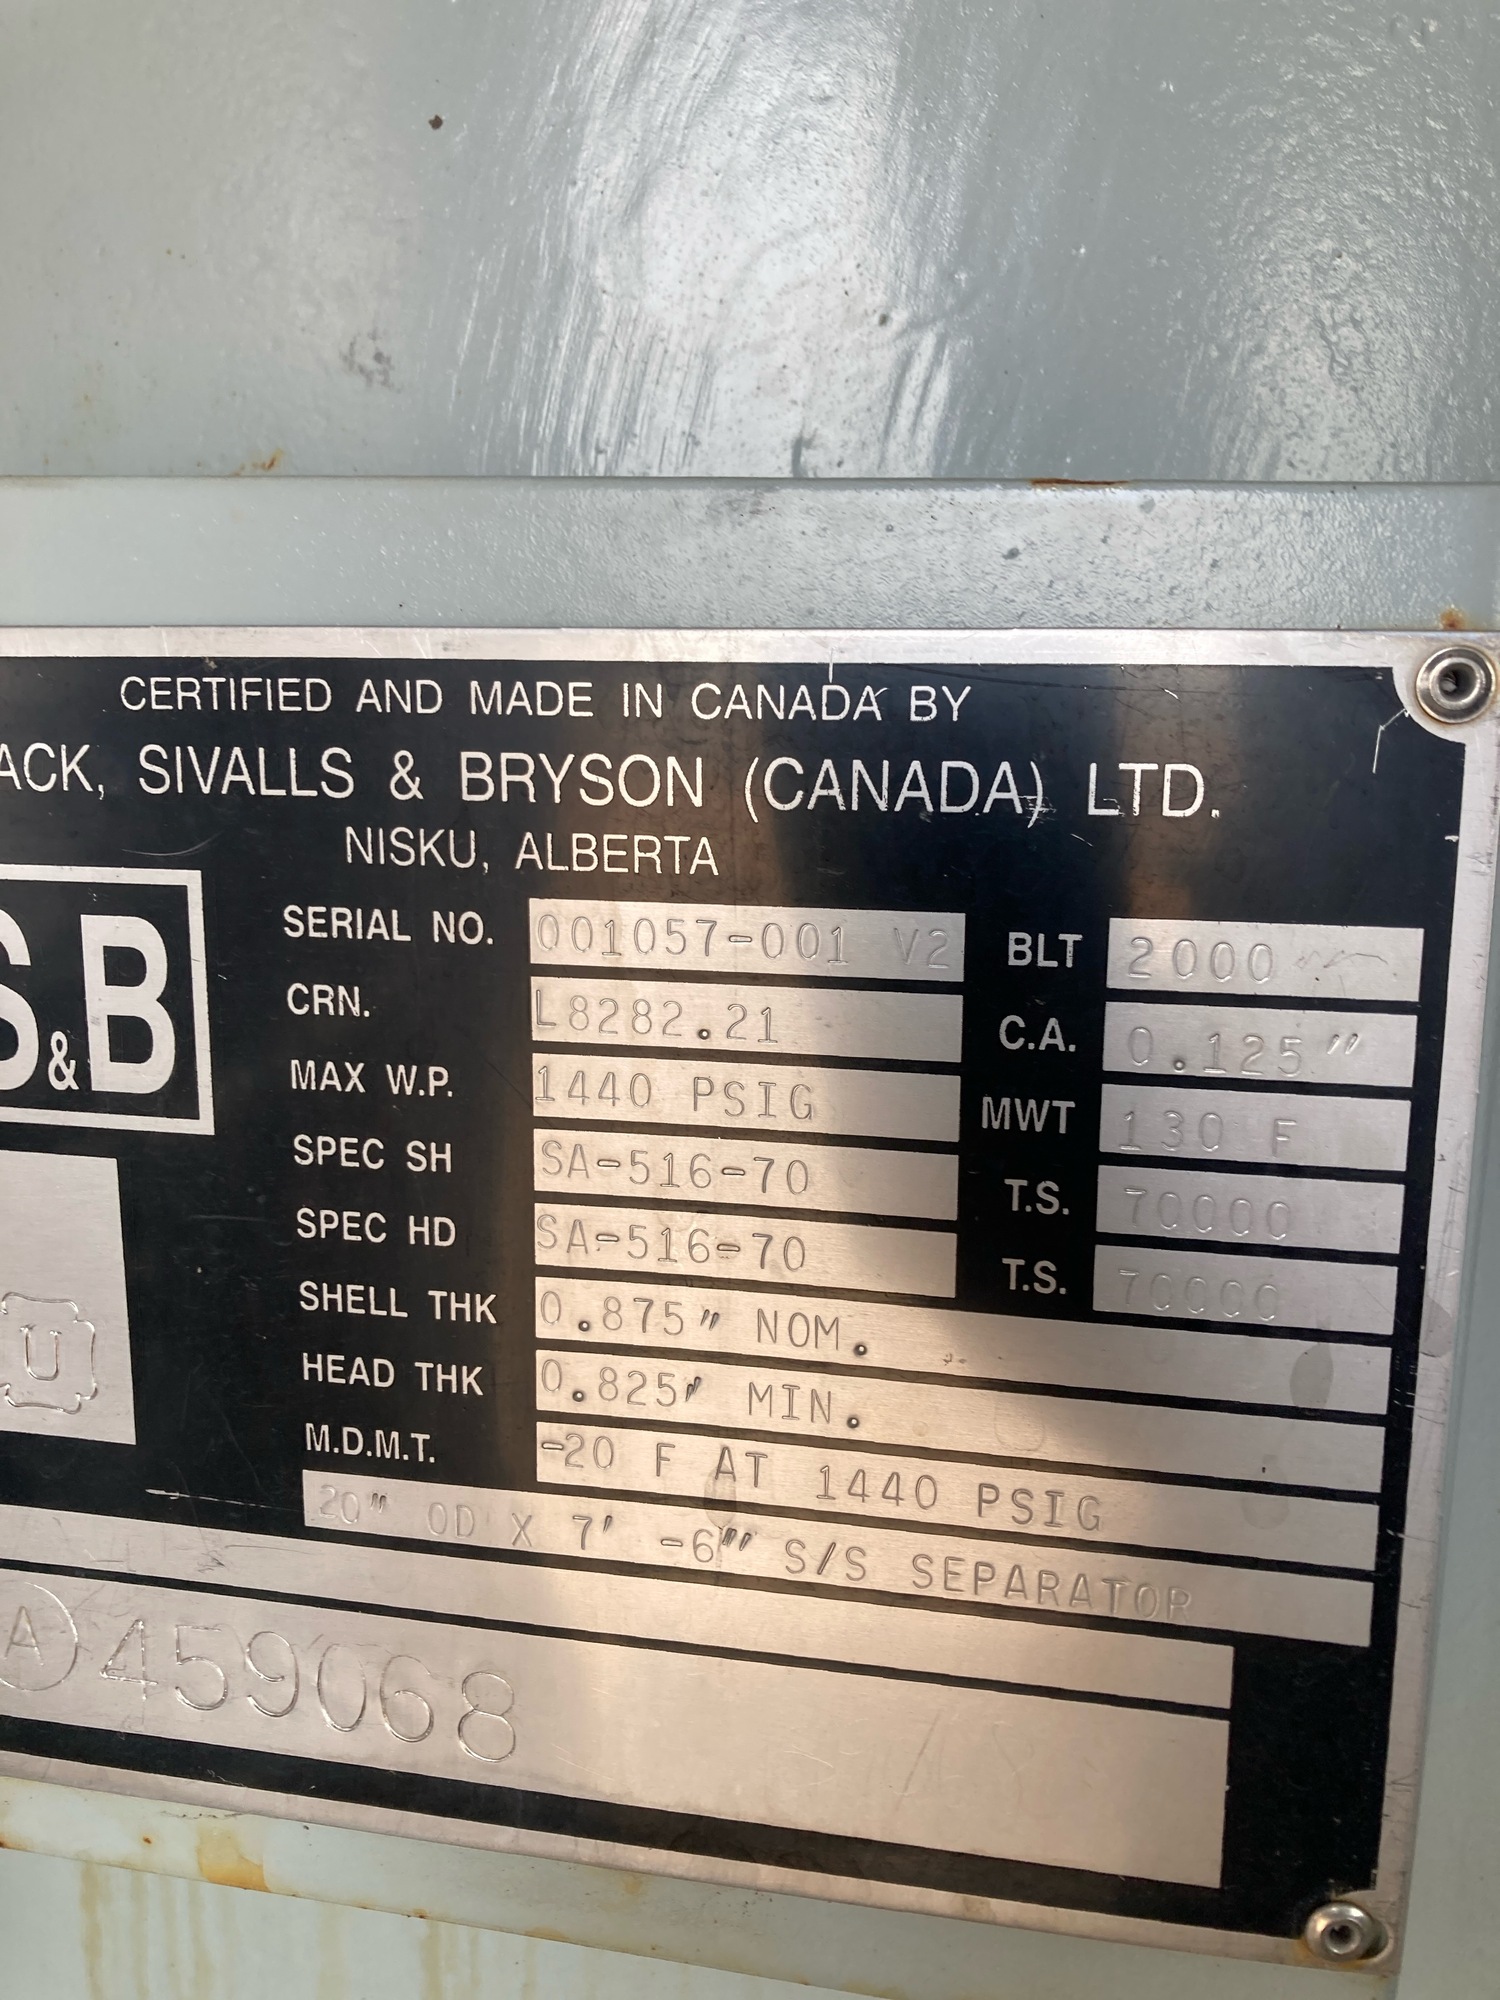 CERTIFIED AND MADE IN CANADA BY
ACK, SIVALLS & BRYSON (CANADA) LTD.
NISKU, ALBERTA
S&B
SERIAL NO. 001057-001 V2 BLT 2000
CRN. L8282.21 C.A. 0.125"
MAX W.P. 1440 PSIG MWT 130 F
SPEC SH SA-516-70 T.S. 70000
SPEC HD SA-516-70 T.S. 70000
SHELL THK 0.875" NOM.
U
HEAD THK 0.825" MIN.
M.D.M.T. -20 F AT 1440 PSIG
20" OD X 7' -6"" S/S SEPARATOR
A 459068